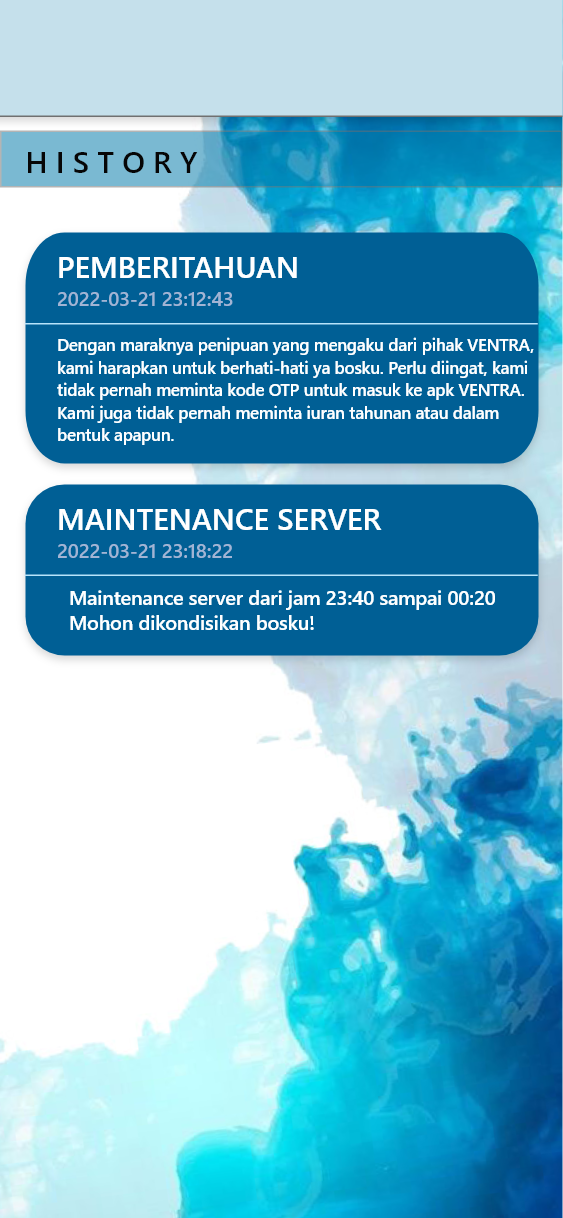 HISTORY
PEMBERITAHUAN
2022-03-21 23:12:43
Dengan maraknya penipuan yang mengaku dari pihak VENTRA,
kami harapkan untuk berhati-hati ya bosku. Perlu diingat, kami
tidak pernah meminta kode OTP untuk masuk ke apk VENTRA.
Kami juga tidak pernah meminta iuran tahunan atau dalam
bentuk apapun.
MAINTENANCE SERVER
2022-03-21 23:18:22
Maintenance server dari jam 23:40 sampai 00:20
Mohon dikondisikan bosku!